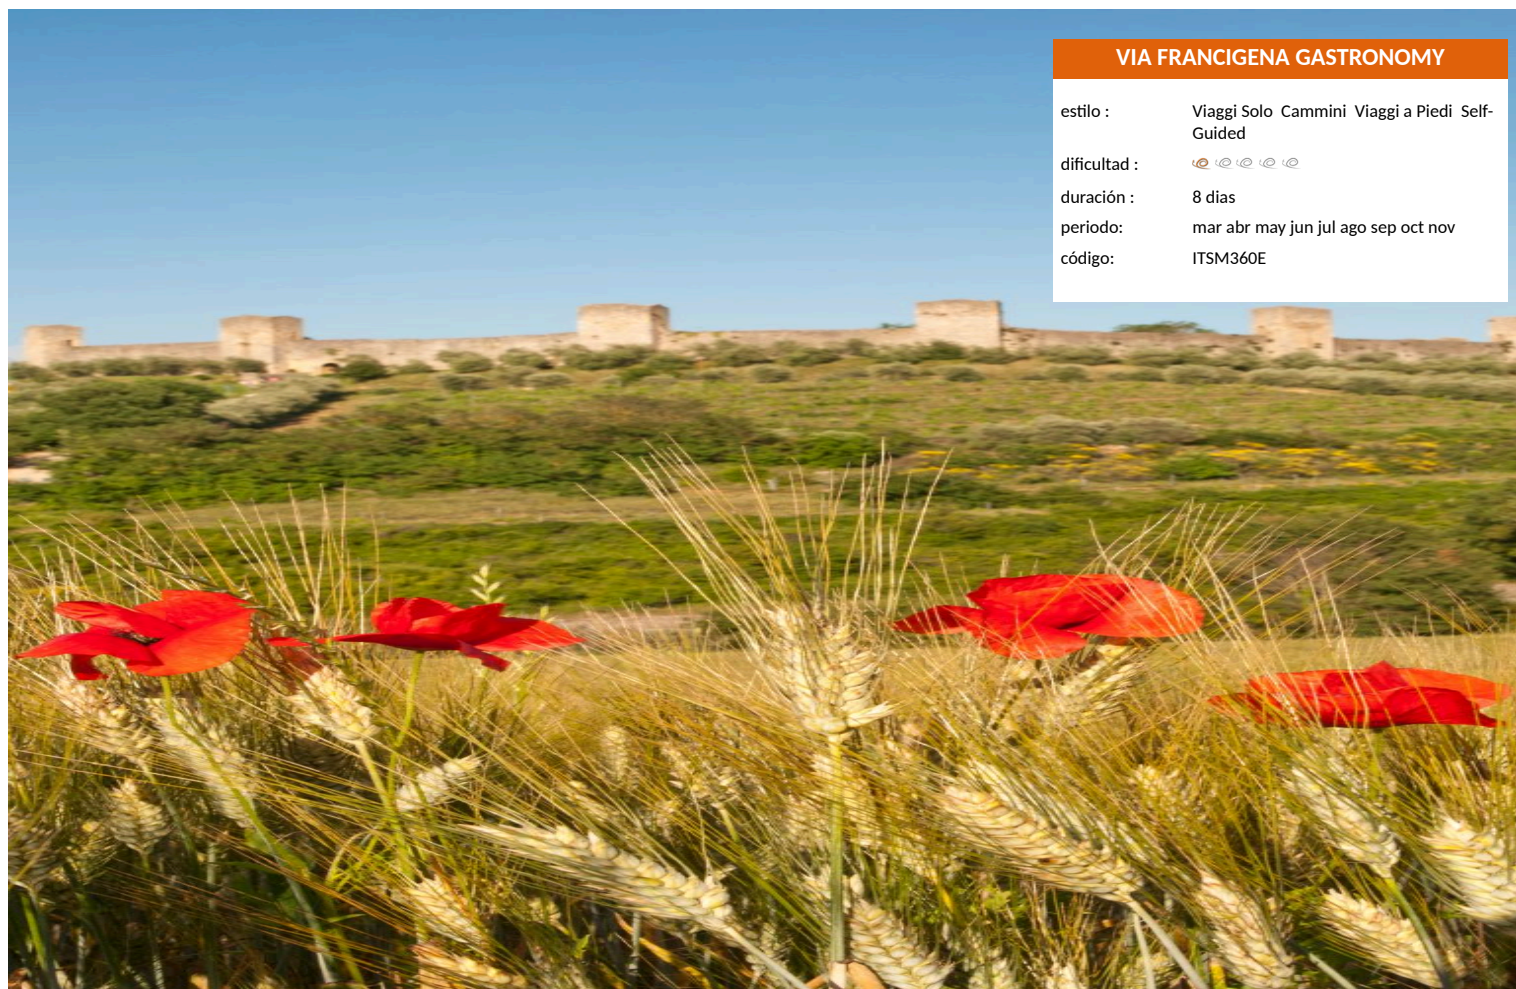 VIA FRANCIGENA GASTRONOMY
estilo : Viaggi Solo Cammini Viaggi a Piedi Self-
Guided
dificultad :
duración : 8 dias
periodo: mar abr may jun jul ago sep oct nov
código: ITSM360E